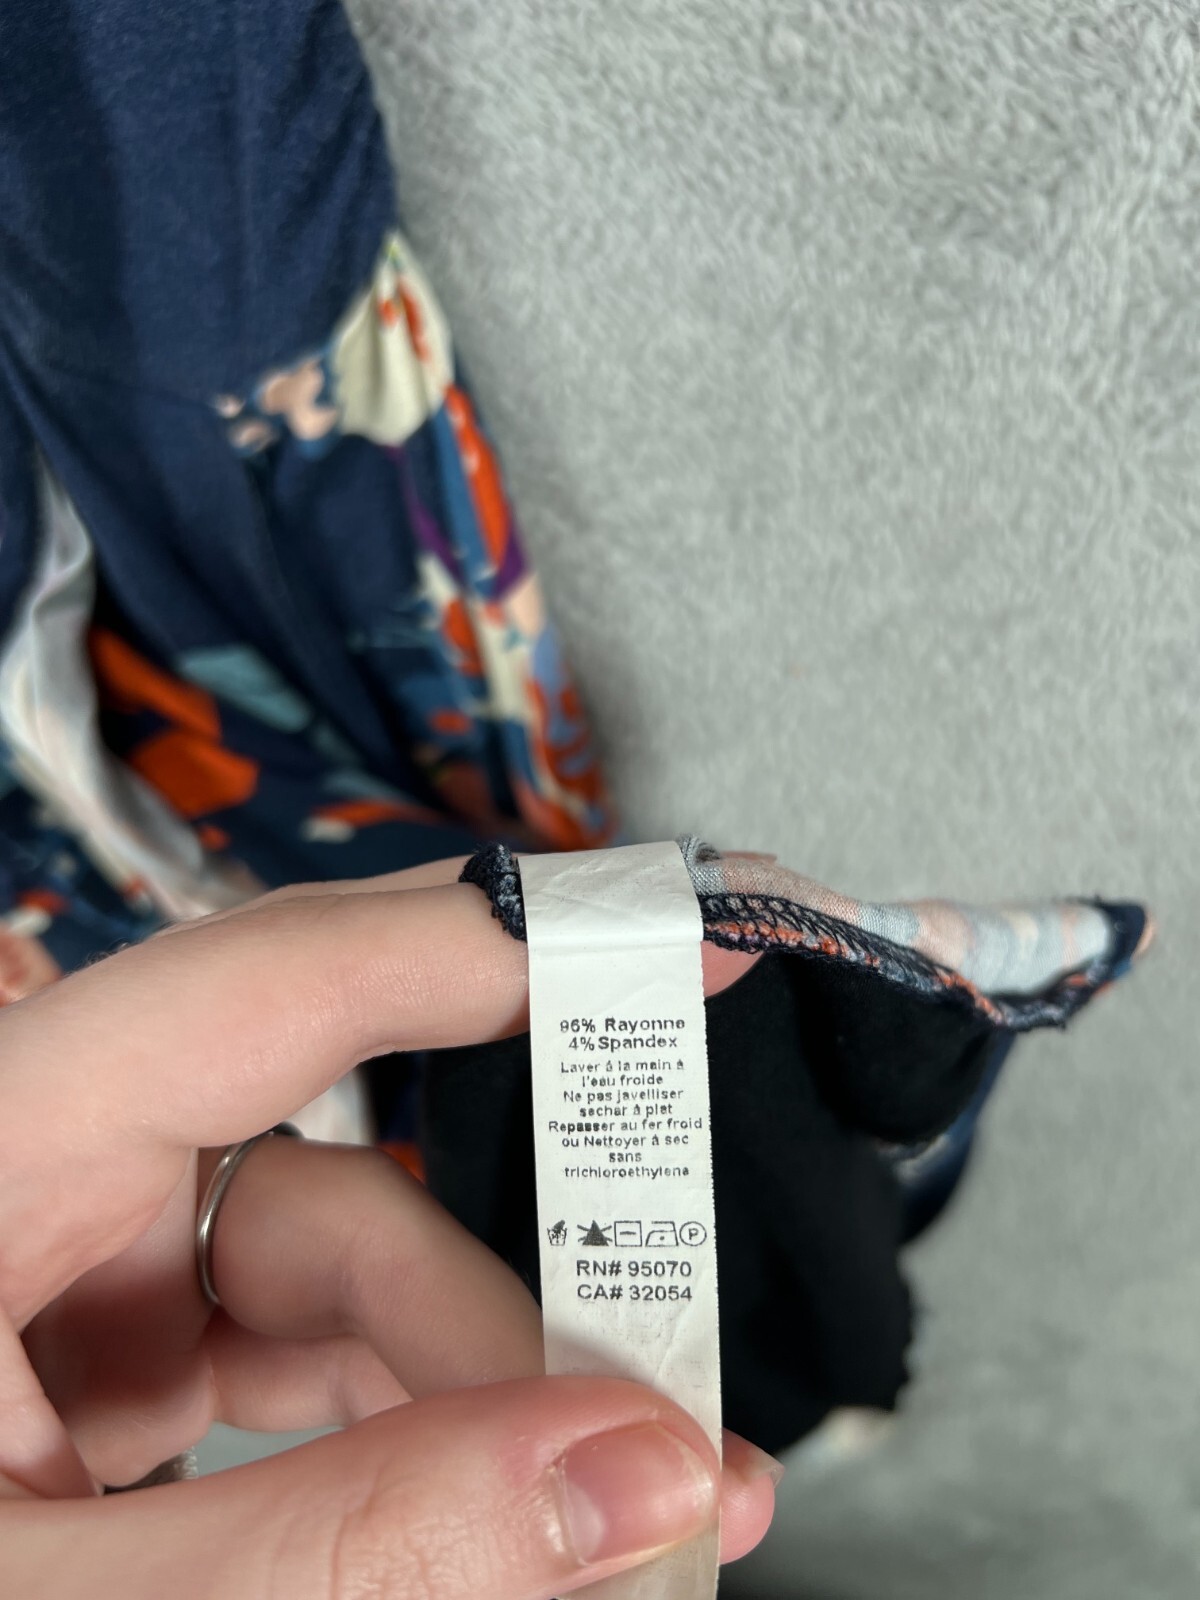 96% Rayonne
4% Spandex
Laver á la main á
l'eau froide
Ne pas javelliser
sechar á plat
Repasser au fer froid
ou Nettoyer á sec
sans
trichloroethylena
P
RN# 95070
CA# 32054